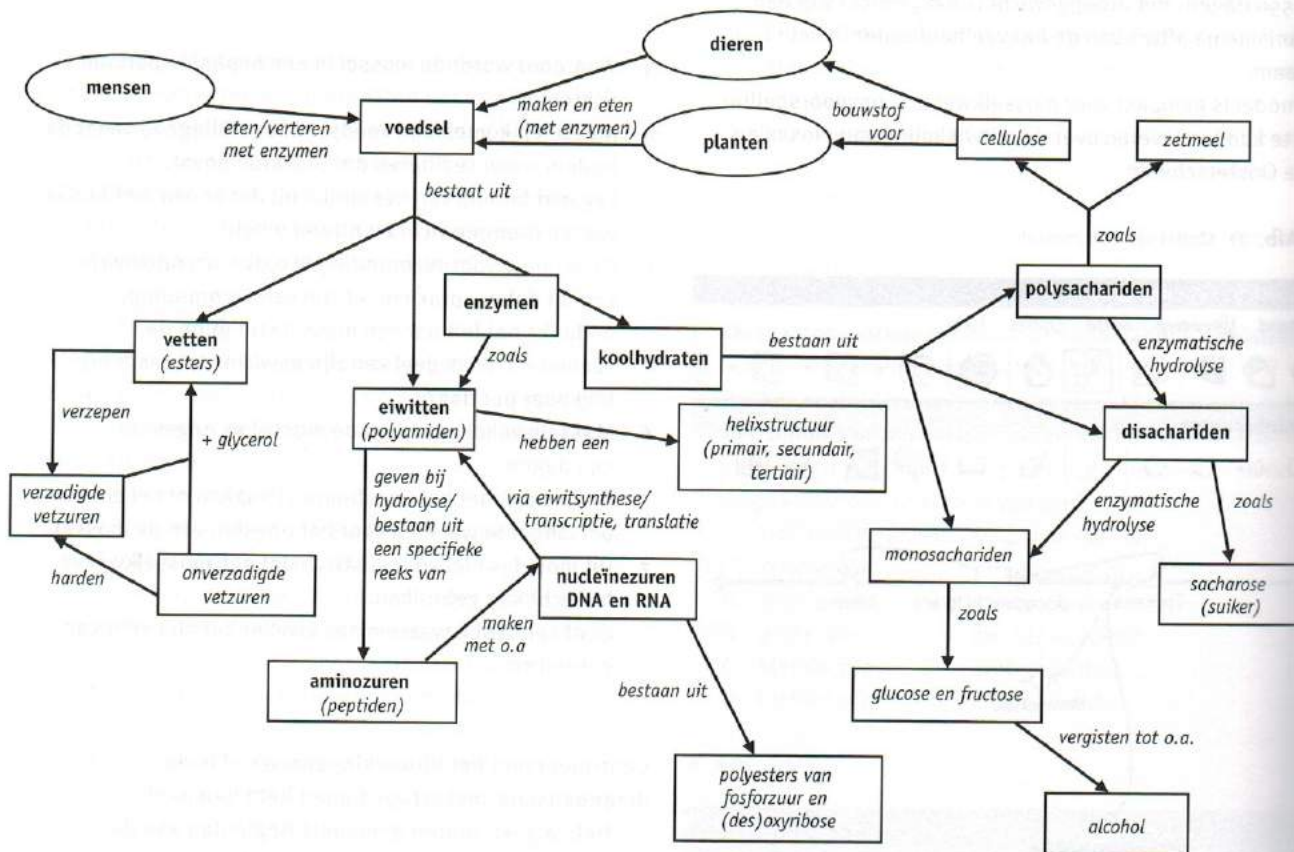 dieren
mensen
maken en eten
(met enzymen)
bouwstof
voor
eten/verteren
met enzymen
voedsel
planten
cellulose
zetmeel
bestaat uit
zoals
polysachariden
enzymen
vetten
(esters)
koolhydraten
bestaan uit
enzymatische
hydrolyse
zoals
verzepen
eiwitten
(polyamiden)
hebben een
helixstructuur
(primair, secundair,
tertiair)
disachariden
+ glycerol
verzadigde
vetzuren
geven bij
hydrolyse/
bestaan uit
een specifieke
reeks van
via eiwitsynthese/
transcriptie, translatie
enzymatische
hydrolyse
zoals
monosachariden
harden
onverzadigde
vetzuren
nucleïnezuren
DNA en RNA
sacharose
(suiker)
maken
met o.a
zoals
aminozuren
(peptiden)
bestaan uit
glucose en fructose
vergisten tot o.a.
polyesters van
fosforzuur en
(des)oxyribose
alcohol